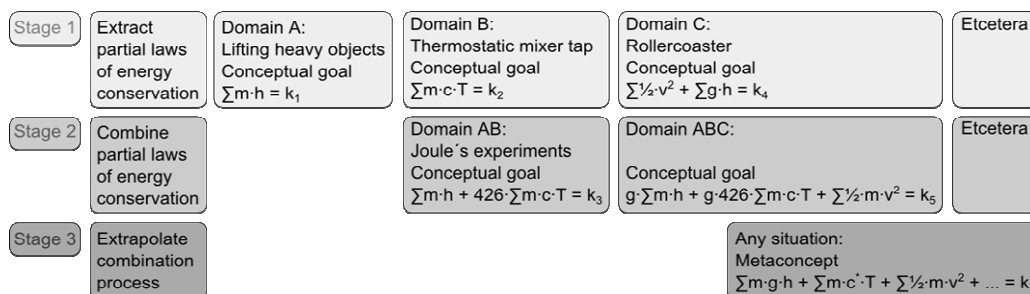 Stage 1
Extract
partial laws
of energy
conservation
Domain A:
Lifting heavy objects
Conceptual goal
∑m·h = k₁
Domain B:
Thermostatic mixer tap
Conceptual goal
∑m·c·T = k₂
Domain C:
Rollercoaster
Conceptual goal
∑½·v² + ∑g·h = k₄
Etcetera
Stage 2
Combine
partial laws
of energy
conservation
Domain AB:
Joule´s experiments
Conceptual goal
∑m·h + 426·∑m·c·T = k₃
Domain ABC:
Conceptual goal
g·∑m·h + g·426·∑m·c·T + ∑½·m·v² = k₅
Etcetera
Stage 3
Extrapolate
combination
process
Any situation:
Metaconcept
∑m·g·h + ∑m·c*·T + ∑½·m·v² + ... = k